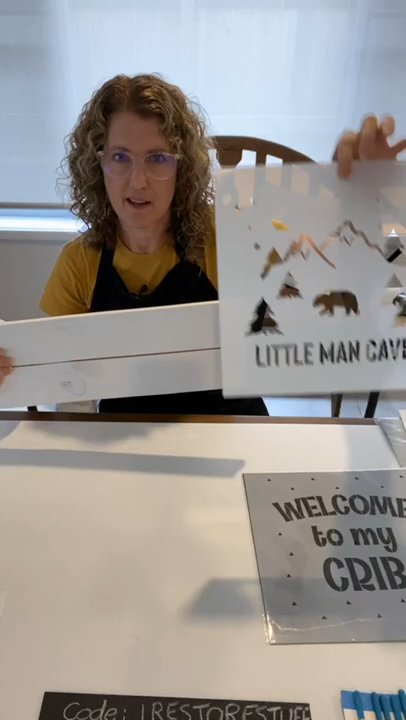 LITTLE MAN CAVE
WELCOME
to my
CRIB
Code: IRESTORESTUFF